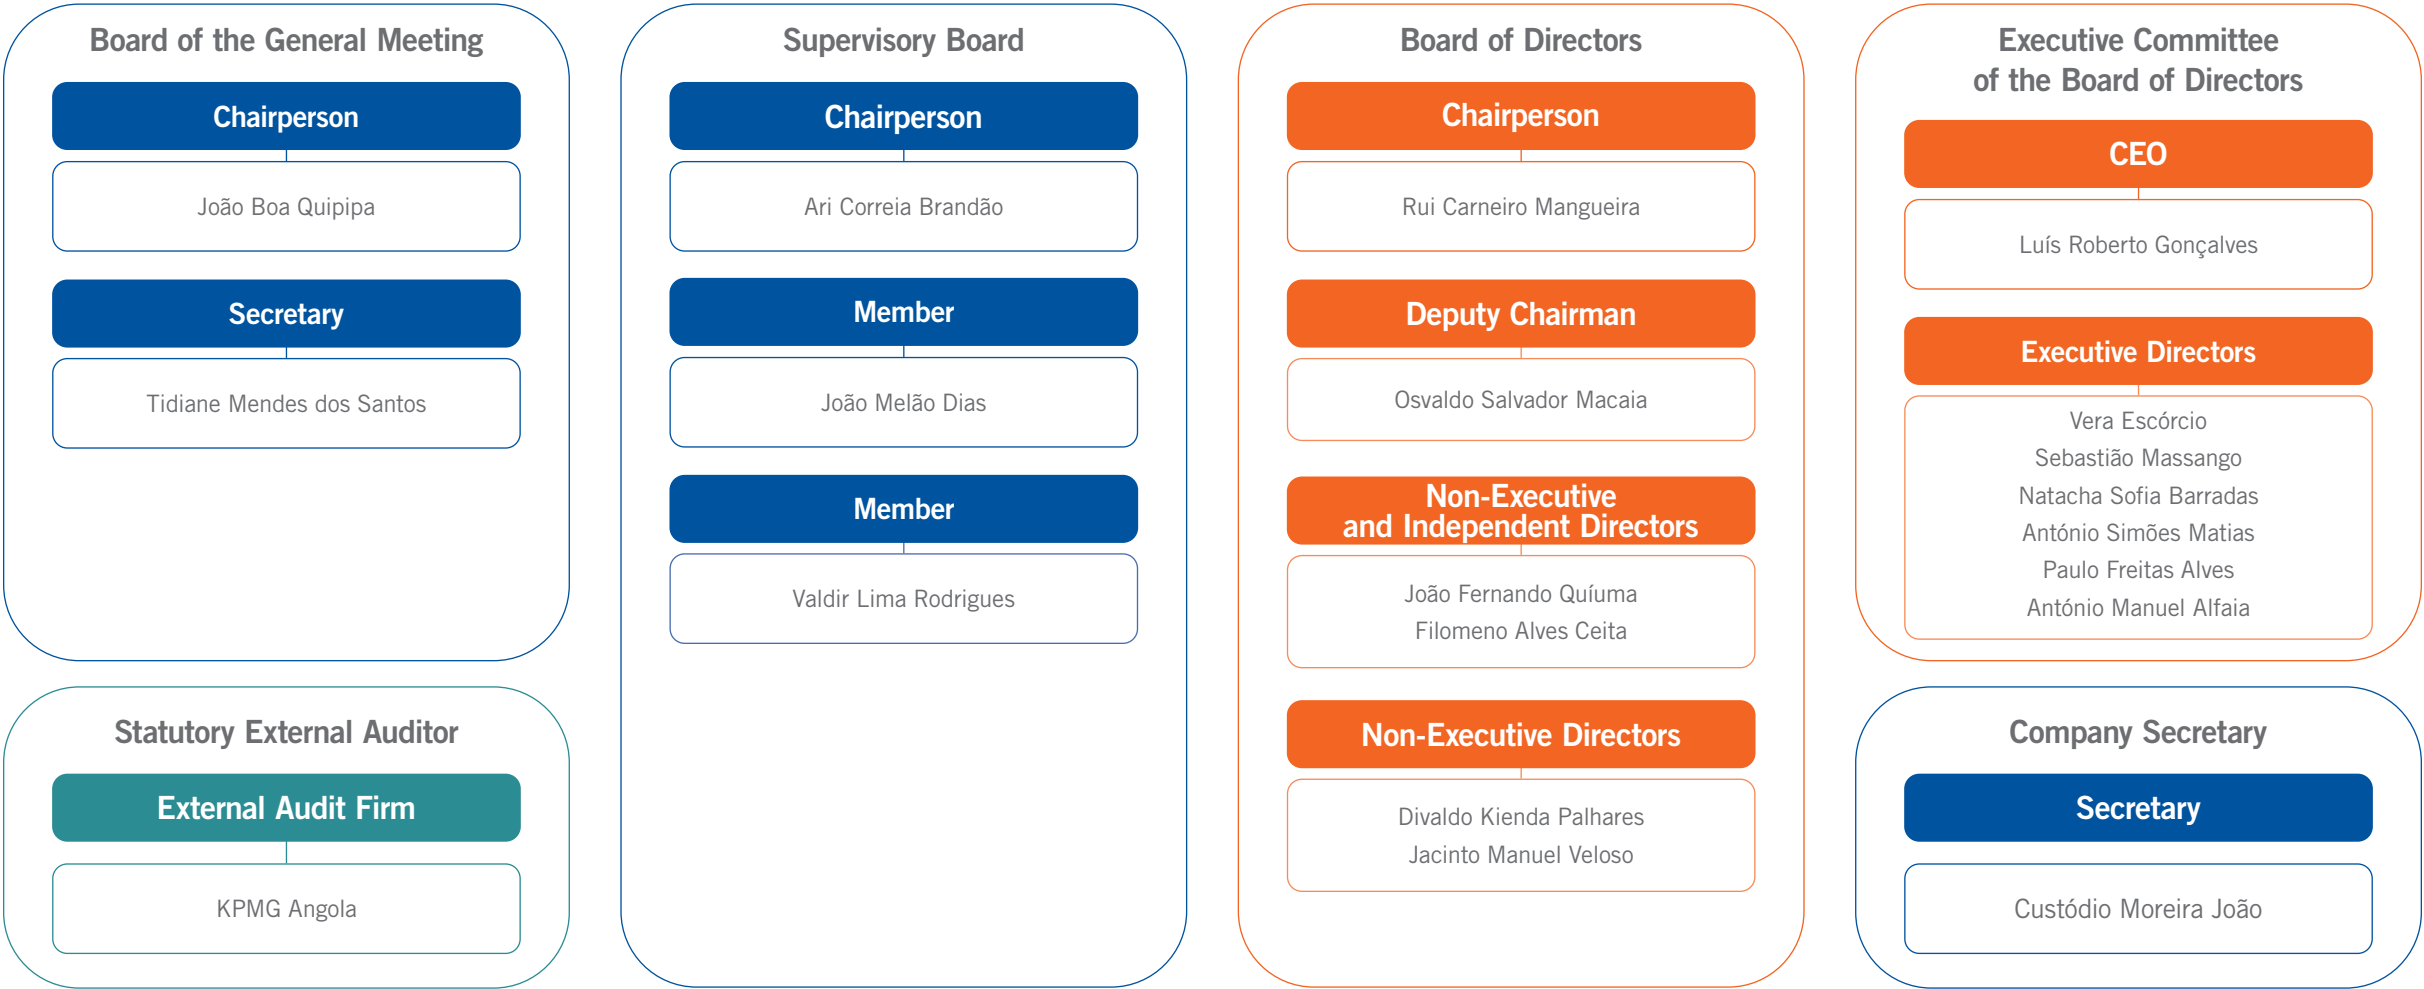 Board of the General Meeting
Chairperson
João Boa Quipipa
Secretary
Tidiane Mendes dos Santos
Statutory External Auditor
External Audit Firm
KPMG Angola
Supervisory Board
Chairperson
Ari Correia Brandão
Member
João Melão Dias
Member
Valdir Lima Rodrigues
Board of Directors
Chairperson
Rui Carneiro Mangueira
Deputy Chairman
Osvaldo Salvador Macaia
Non-Executive
and Independent Directors
João Fernando Quíuma
Filomeno Alves Ceita
Non-Executive Directors
Divaldo Kienda Palhares
Jacinto Manuel Veloso
Executive Committee
of the Board of Directors
CEO
Luís Roberto Gonçalves
Executive Directors
Vera Escórcio
Sebastião Massango
Natacha Sofia Barradas
António Simões Matias
Paulo Freitas Alves
António Manuel Alfaia
Company Secretary
Secretary
Custódio Moreira João